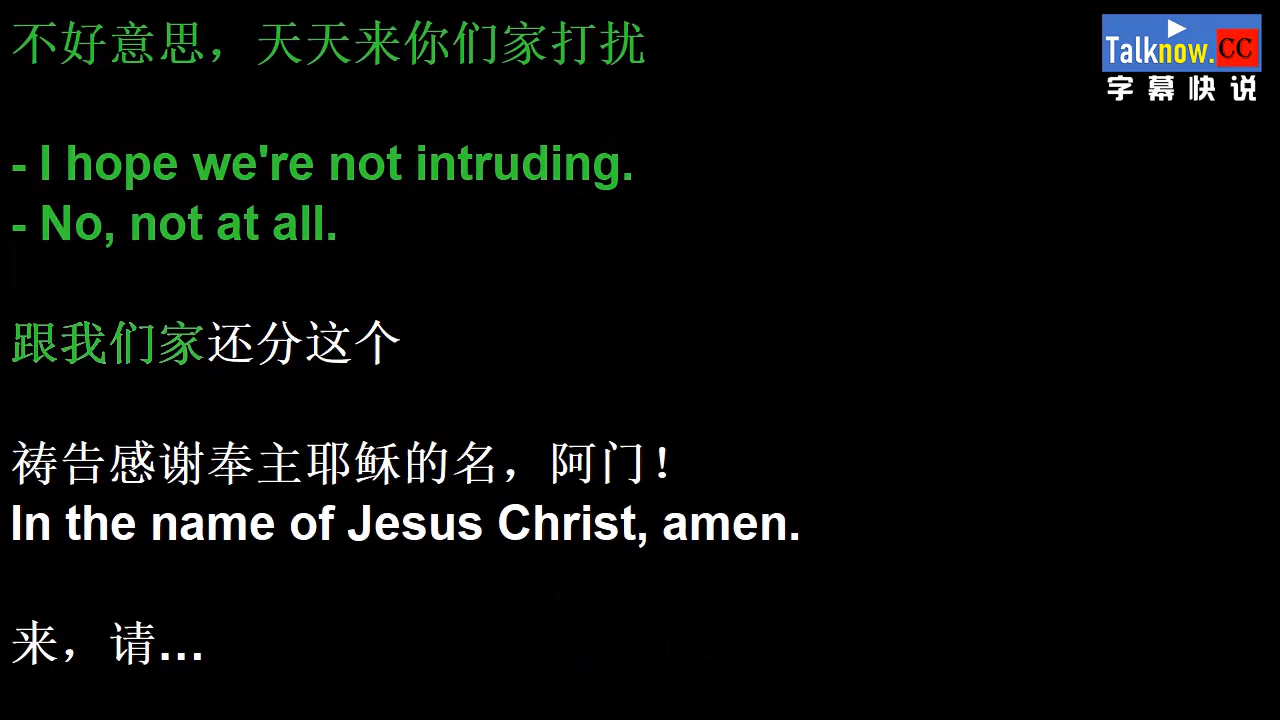 不好意思，天天来你们家打扰
Talknow.CC
字幕快说
- I hope we're not intruding.
- No, not at all.
跟我们家还分这个
祷告感谢奉主耶稣的名，阿门！
In the name of Jesus Christ, amen.
来，请...